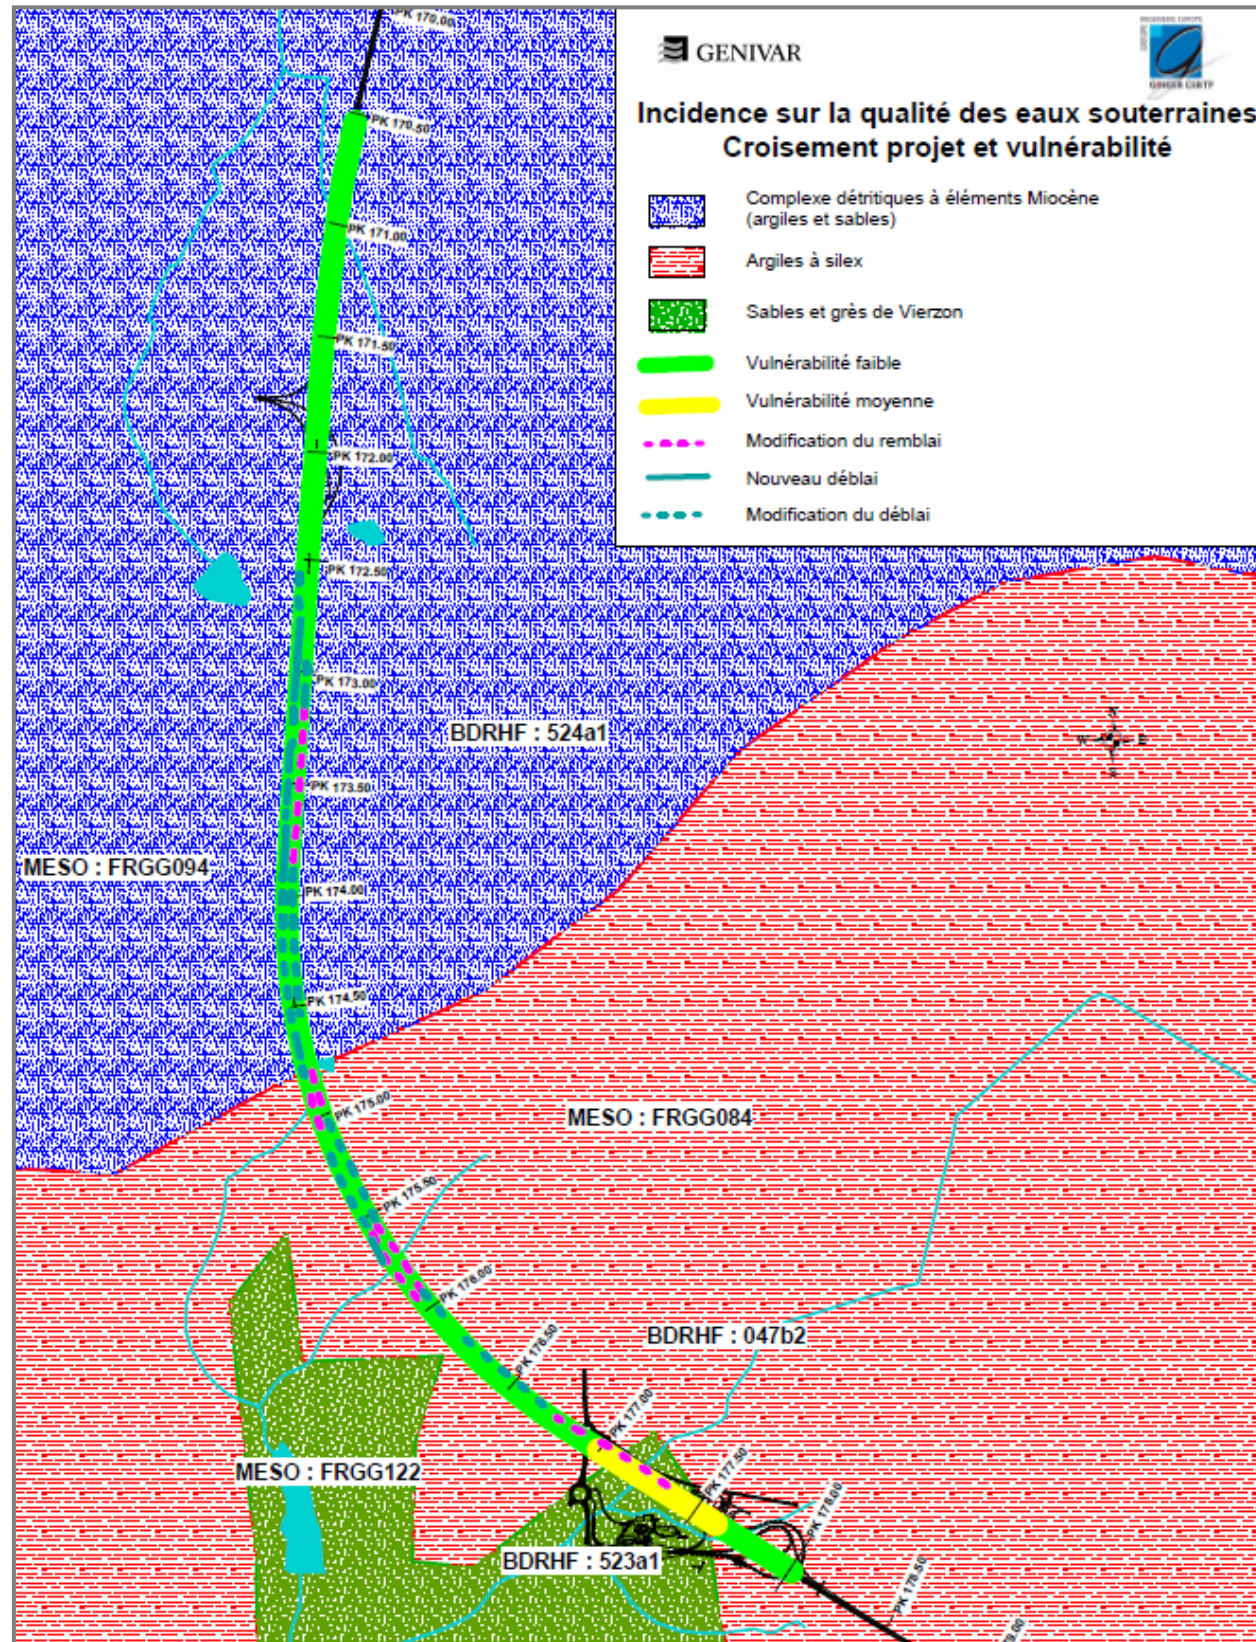 PK 170.00
GENIVAR
INGENIERIE EUROPE
GINGER CEBTP
Incidence sur la qualité des eaux souterraines
Croisement projet et vulnérabilité
Complexe détritiques à éléments Miocène
(argiles et sables)
Argiles à silex
Sables et grès de Vierzon
Vulnérabilité faible
Vulnérabilité moyenne
Modification du remblai
Nouveau déblai
Modification du déblai
PK 170.50
PK 171.00
PK 171.50
PK 172.00
PK 172.50
PK 173.00
N
W
E
S
BDRHF : 524a1
PK 173.50
MESO : FRGG094
PK 174.00
PK 174.50
PK 175.00
MESO : FRGG084
PK 175.50
PK 176.00
BDRHF : 047b2
PK 176.50
PK 177.00
MESO : FRGG122
PK 177.50
PK 178.00
BDRHF : 523a1
PK 178.50